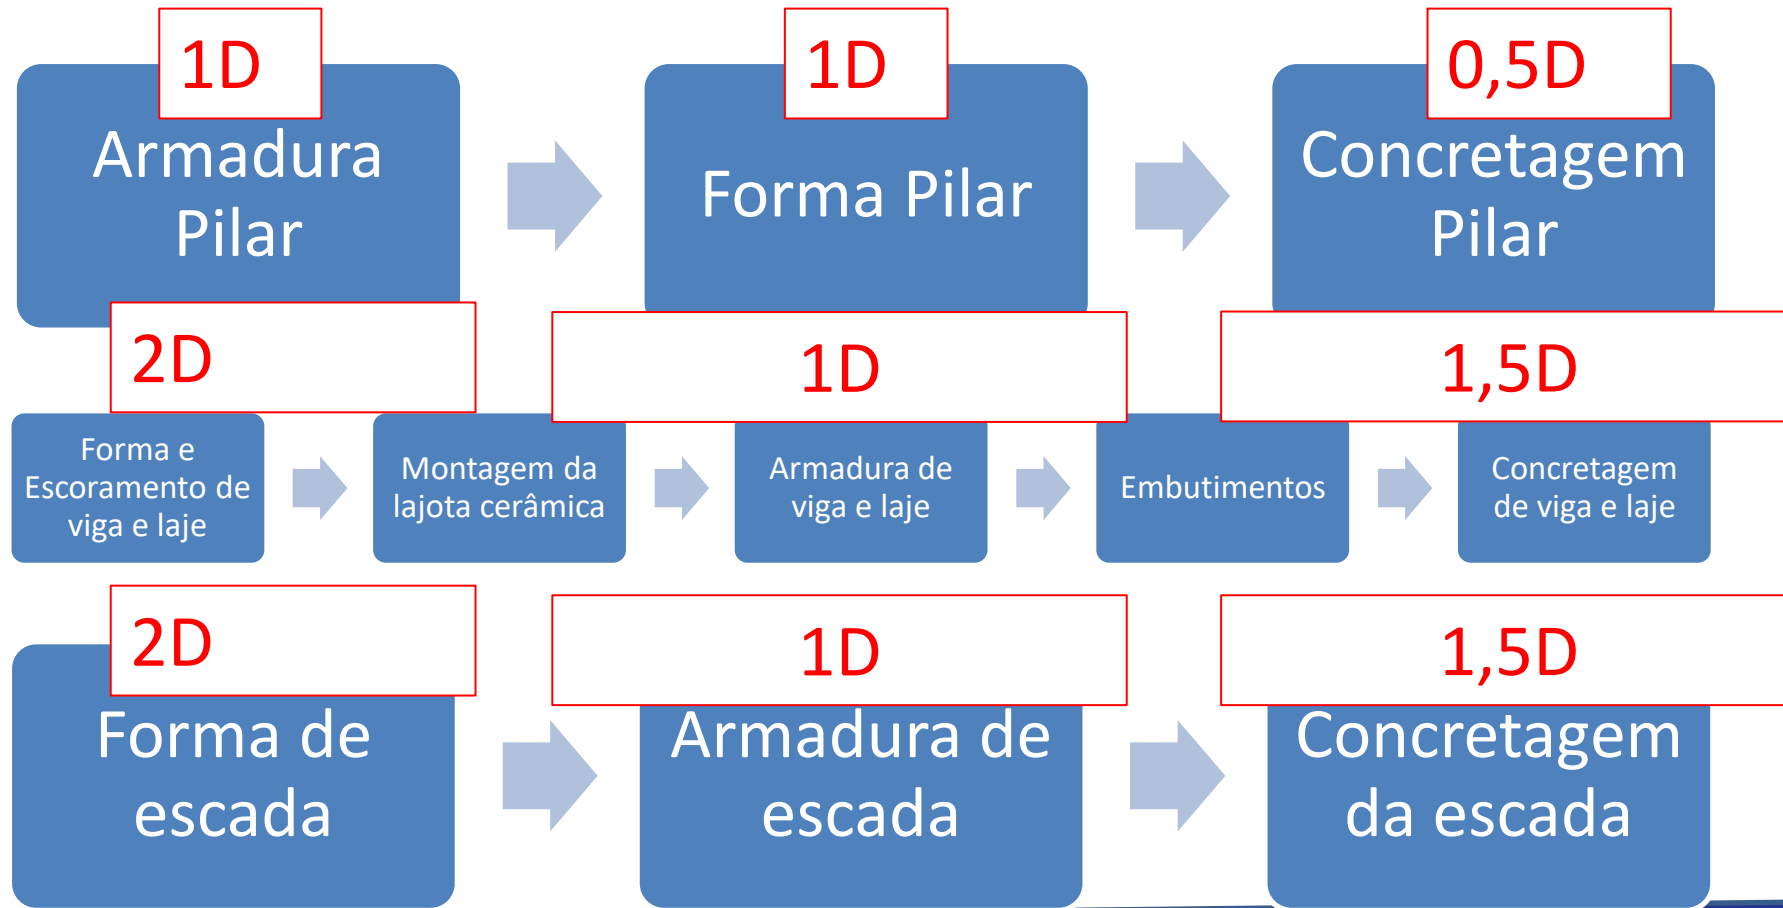 1D
1D
0,5D
Armadura
Pilar
Forma Pilar
Concretagem
Pilar
2D
1D
1,5D
Forma e
Escoramento de
viga e laje
Montagem da
lajota cerâmica
Armadura de
viga e laje
Embutimentos
Concretagem
de viga e laje
2D
1D
1,5D
Forma de
escada
Armadura de
escada
Concretagem
da escada